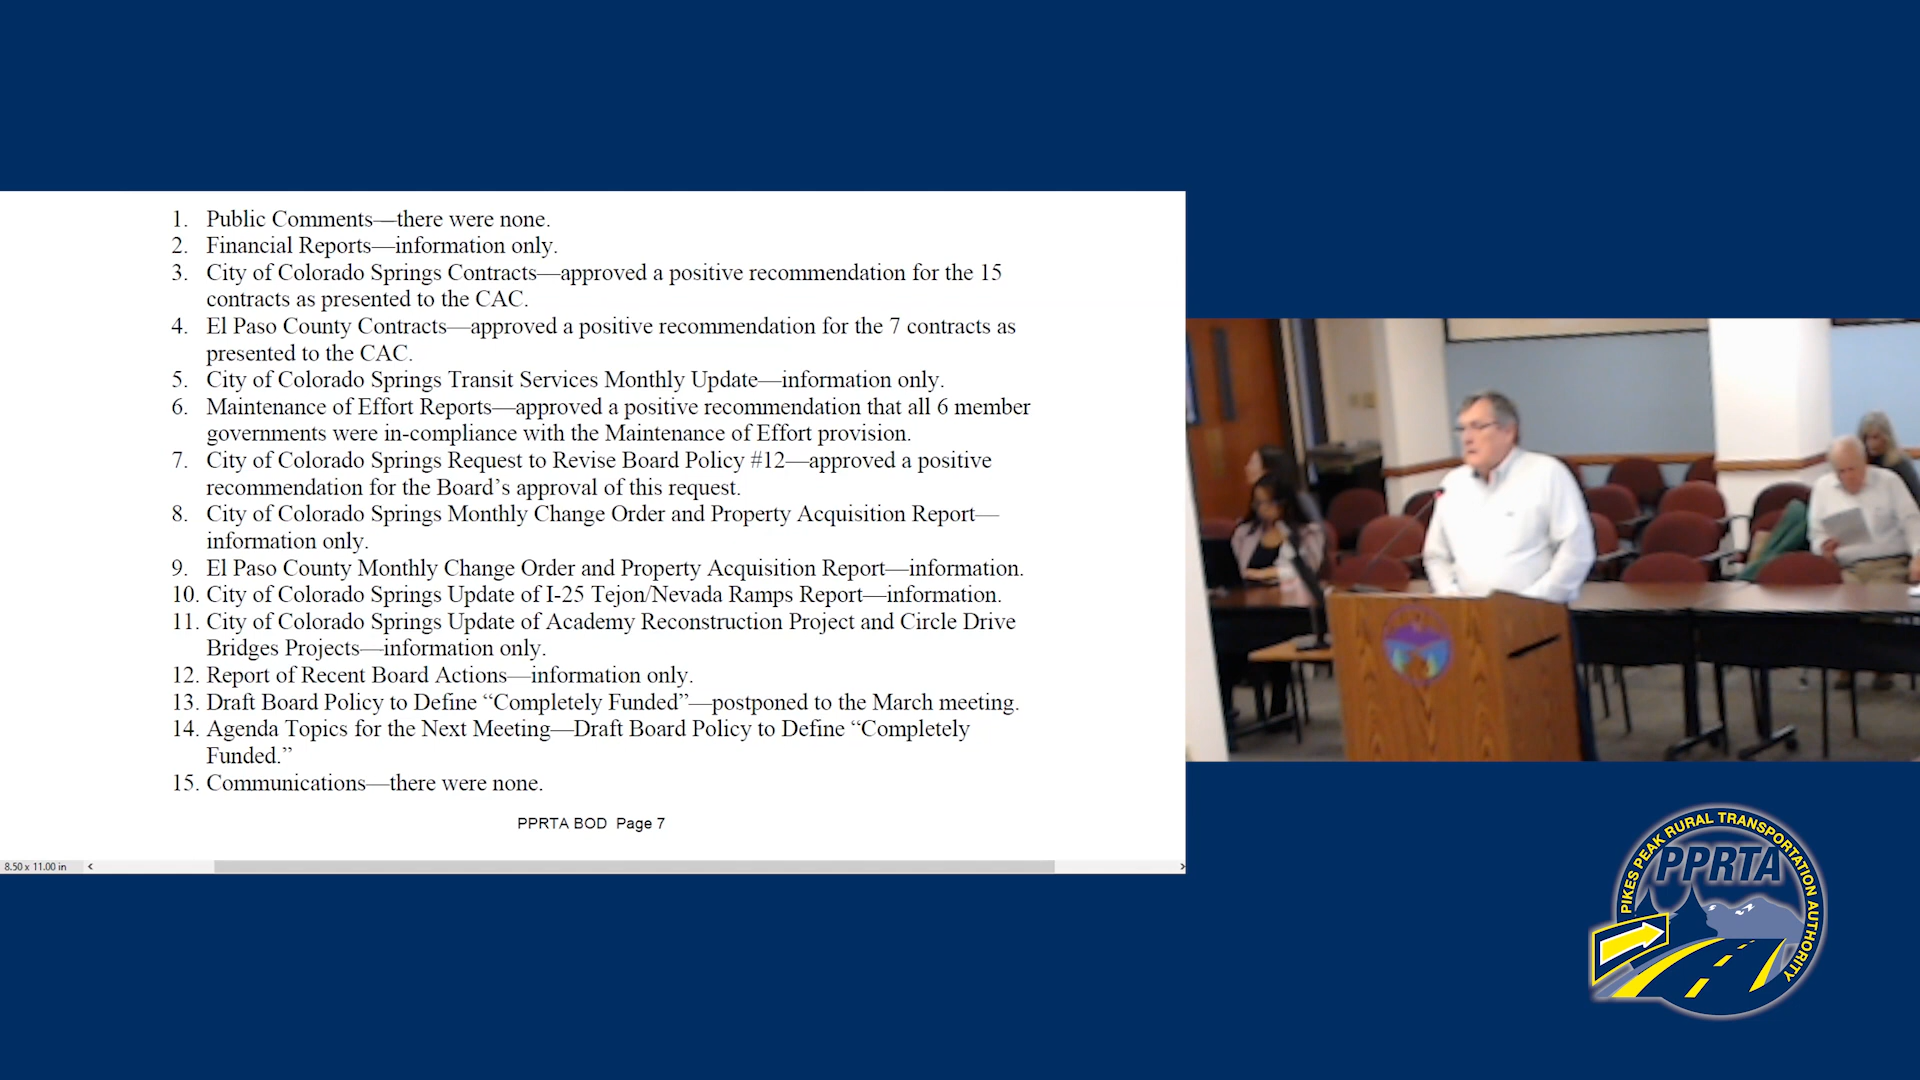 1. Public Comments—there were none.
2. Financial Reports—information only.
3. City of Colorado Springs Contracts—approved a positive recommendation for the 15
contracts as presented to the CAC.
4. El Paso County Contracts—approved a positive recommendation for the 7 contracts as
presented to the CAC.
5. City of Colorado Springs Transit Services Monthly Update—information only.
6. Maintenance of Effort Reports—approved a positive recommendation that all 6 member
governments were in-compliance with the Maintenance of Effort provision.
7. City of Colorado Springs Request to Revise Board Policy #12—approved a positive
recommendation for the Board’s approval of this request.
8. City of Colorado Springs Monthly Change Order and Property Acquisition Report—
information only.
9. El Paso County Monthly Change Order and Property Acquisition Report—information.
10. City of Colorado Springs Update of I-25 Tejon/Nevada Ramps Report—information.
11. City of Colorado Springs Update of Academy Reconstruction Project and Circle Drive
Bridges Projects—information only.
12. Report of Recent Board Actions—information only.
13. Draft Board Policy to Define “Completely Funded”—postponed to the March meeting.
14. Agenda Topics for the Next Meeting—Draft Board Policy to Define “Completely
Funded.”
15. Communications—there were none.
PPRTA BOD Page 7
8.50 x 11.00 in
PIKES PEAK RURAL TRANSPORTATION AUTHORITY
PPRTA